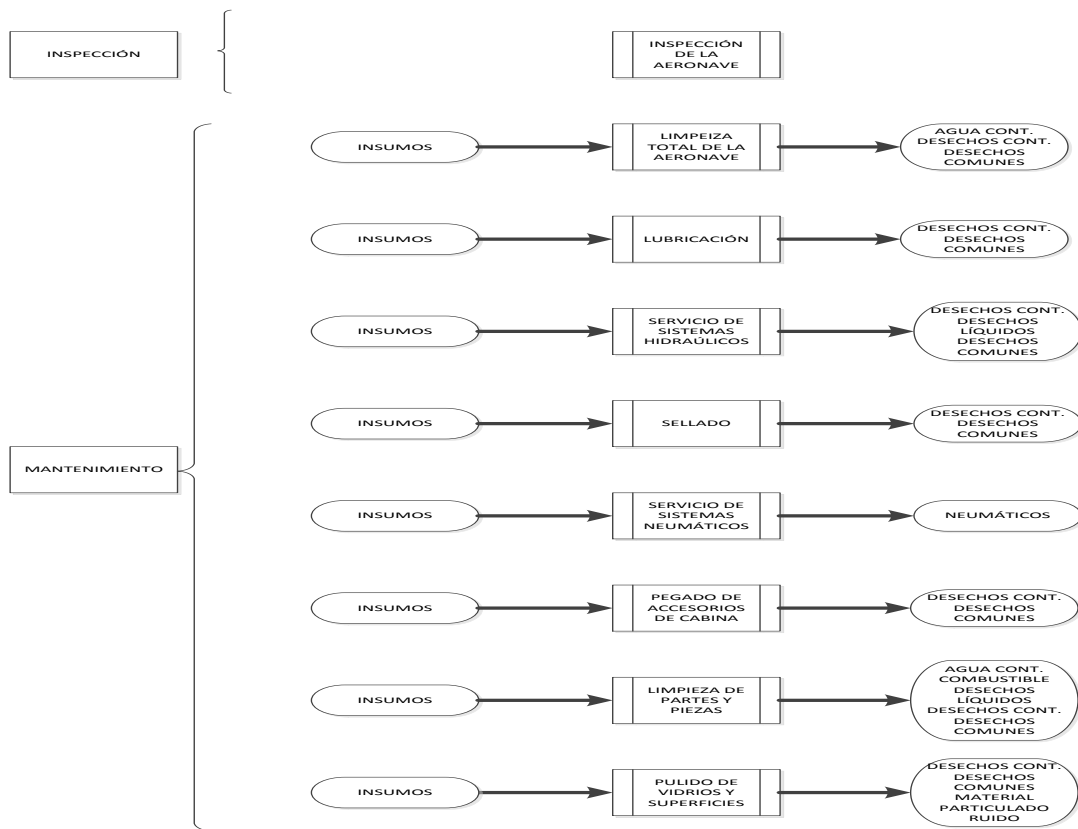 INSPECCIÓN
INSPECCIÓN
DE LA
AERONAVE
INSUMOS
LIMPEIZA
TOTAL DE LA
AERONAVE
AGUA CONT.
DESECHOS CONT.
DESECHOS
COMUNES
INSUMOS
LUBRICACIÓN
DESECHOS CONT.
DESECHOS
COMUNES
INSUMOS
SERVICIO DE
SISTEMAS
HIDRAÚLICOS
DESECHOS CONT.
DESECHOS
LÍQUIDOS
DESECHOS
COMUNES
INSUMOS
SELLADO
DESECHOS CONT.
DESECHOS
COMUNES
MANTENIMIENTO
INSUMOS
SERVICIO DE
SISTEMAS
NEUMÁTICOS
NEUMÁTICOS
INSUMOS
PEGADO DE
ACCESORIOS
DE CABINA
DESECHOS CONT.
DESECHOS
COMUNES
INSUMOS
LIMPIEZA DE
PARTES Y
PIEZAS
AGUA CONT.
COMBUSTIBLE
DESECHOS
LÍQUIDOS
DESECHOS CONT.
DESECHOS
COMUNES
INSUMOS
PULIDO DE
VIDRIOS Y
SUPERFICIES
DESECHOS CONT.
DESECHOS
COMUNES
MATERIAL
PARTICULADO
RUIDO